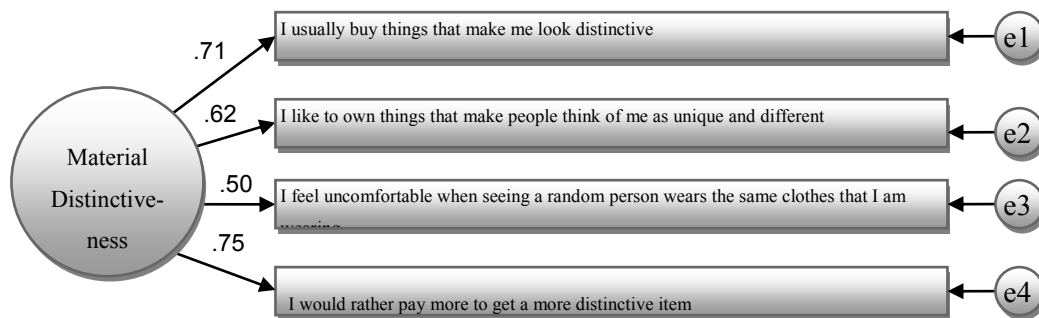 I usually buy things that make me look distinctive
e1
.71
I like to own things that make people think of me as unique and different
e2
.62
Material
Distinctive-
ness
I feel uncomfortable when seeing a random person wears the same clothes that I am
wearing
e3
.50
.75
I would rather pay more to get a more distinctive item
e4